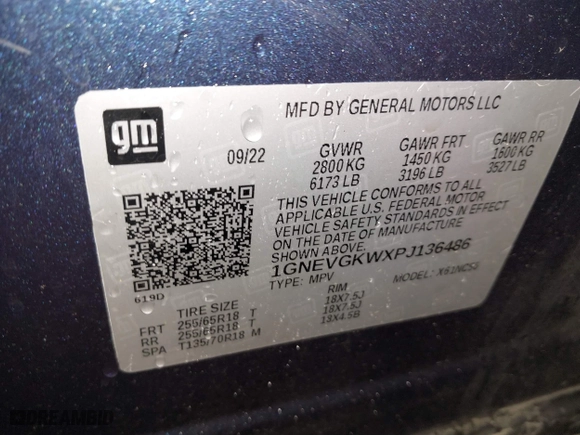 gm
MFD BY GENERAL MOTORS LLC
09/22
GVWR
2800 KG
6173 LB
GAWR FRT
1450 KG
3196 LB
GAWR RR
1600 KG
3527 LB
THIS VEHICLE CONFORMS TO ALL
APPLICABLE U.S. FEDERAL MOTOR
VEHICLE SAFETY STANDARDS IN EFFECT
ON THE DATE OF MANUFACTURE
SHOWN ABOVE.
1GNEVGKWXPJ136486
TYPE: MPV
MODEL:
619D
TIRE SIZE
RIM
FRT 255/65R18 T 18X7.5J
RR 255/65R18 T 18X7.5J
SPA T135/70R18 M 18X4.5B